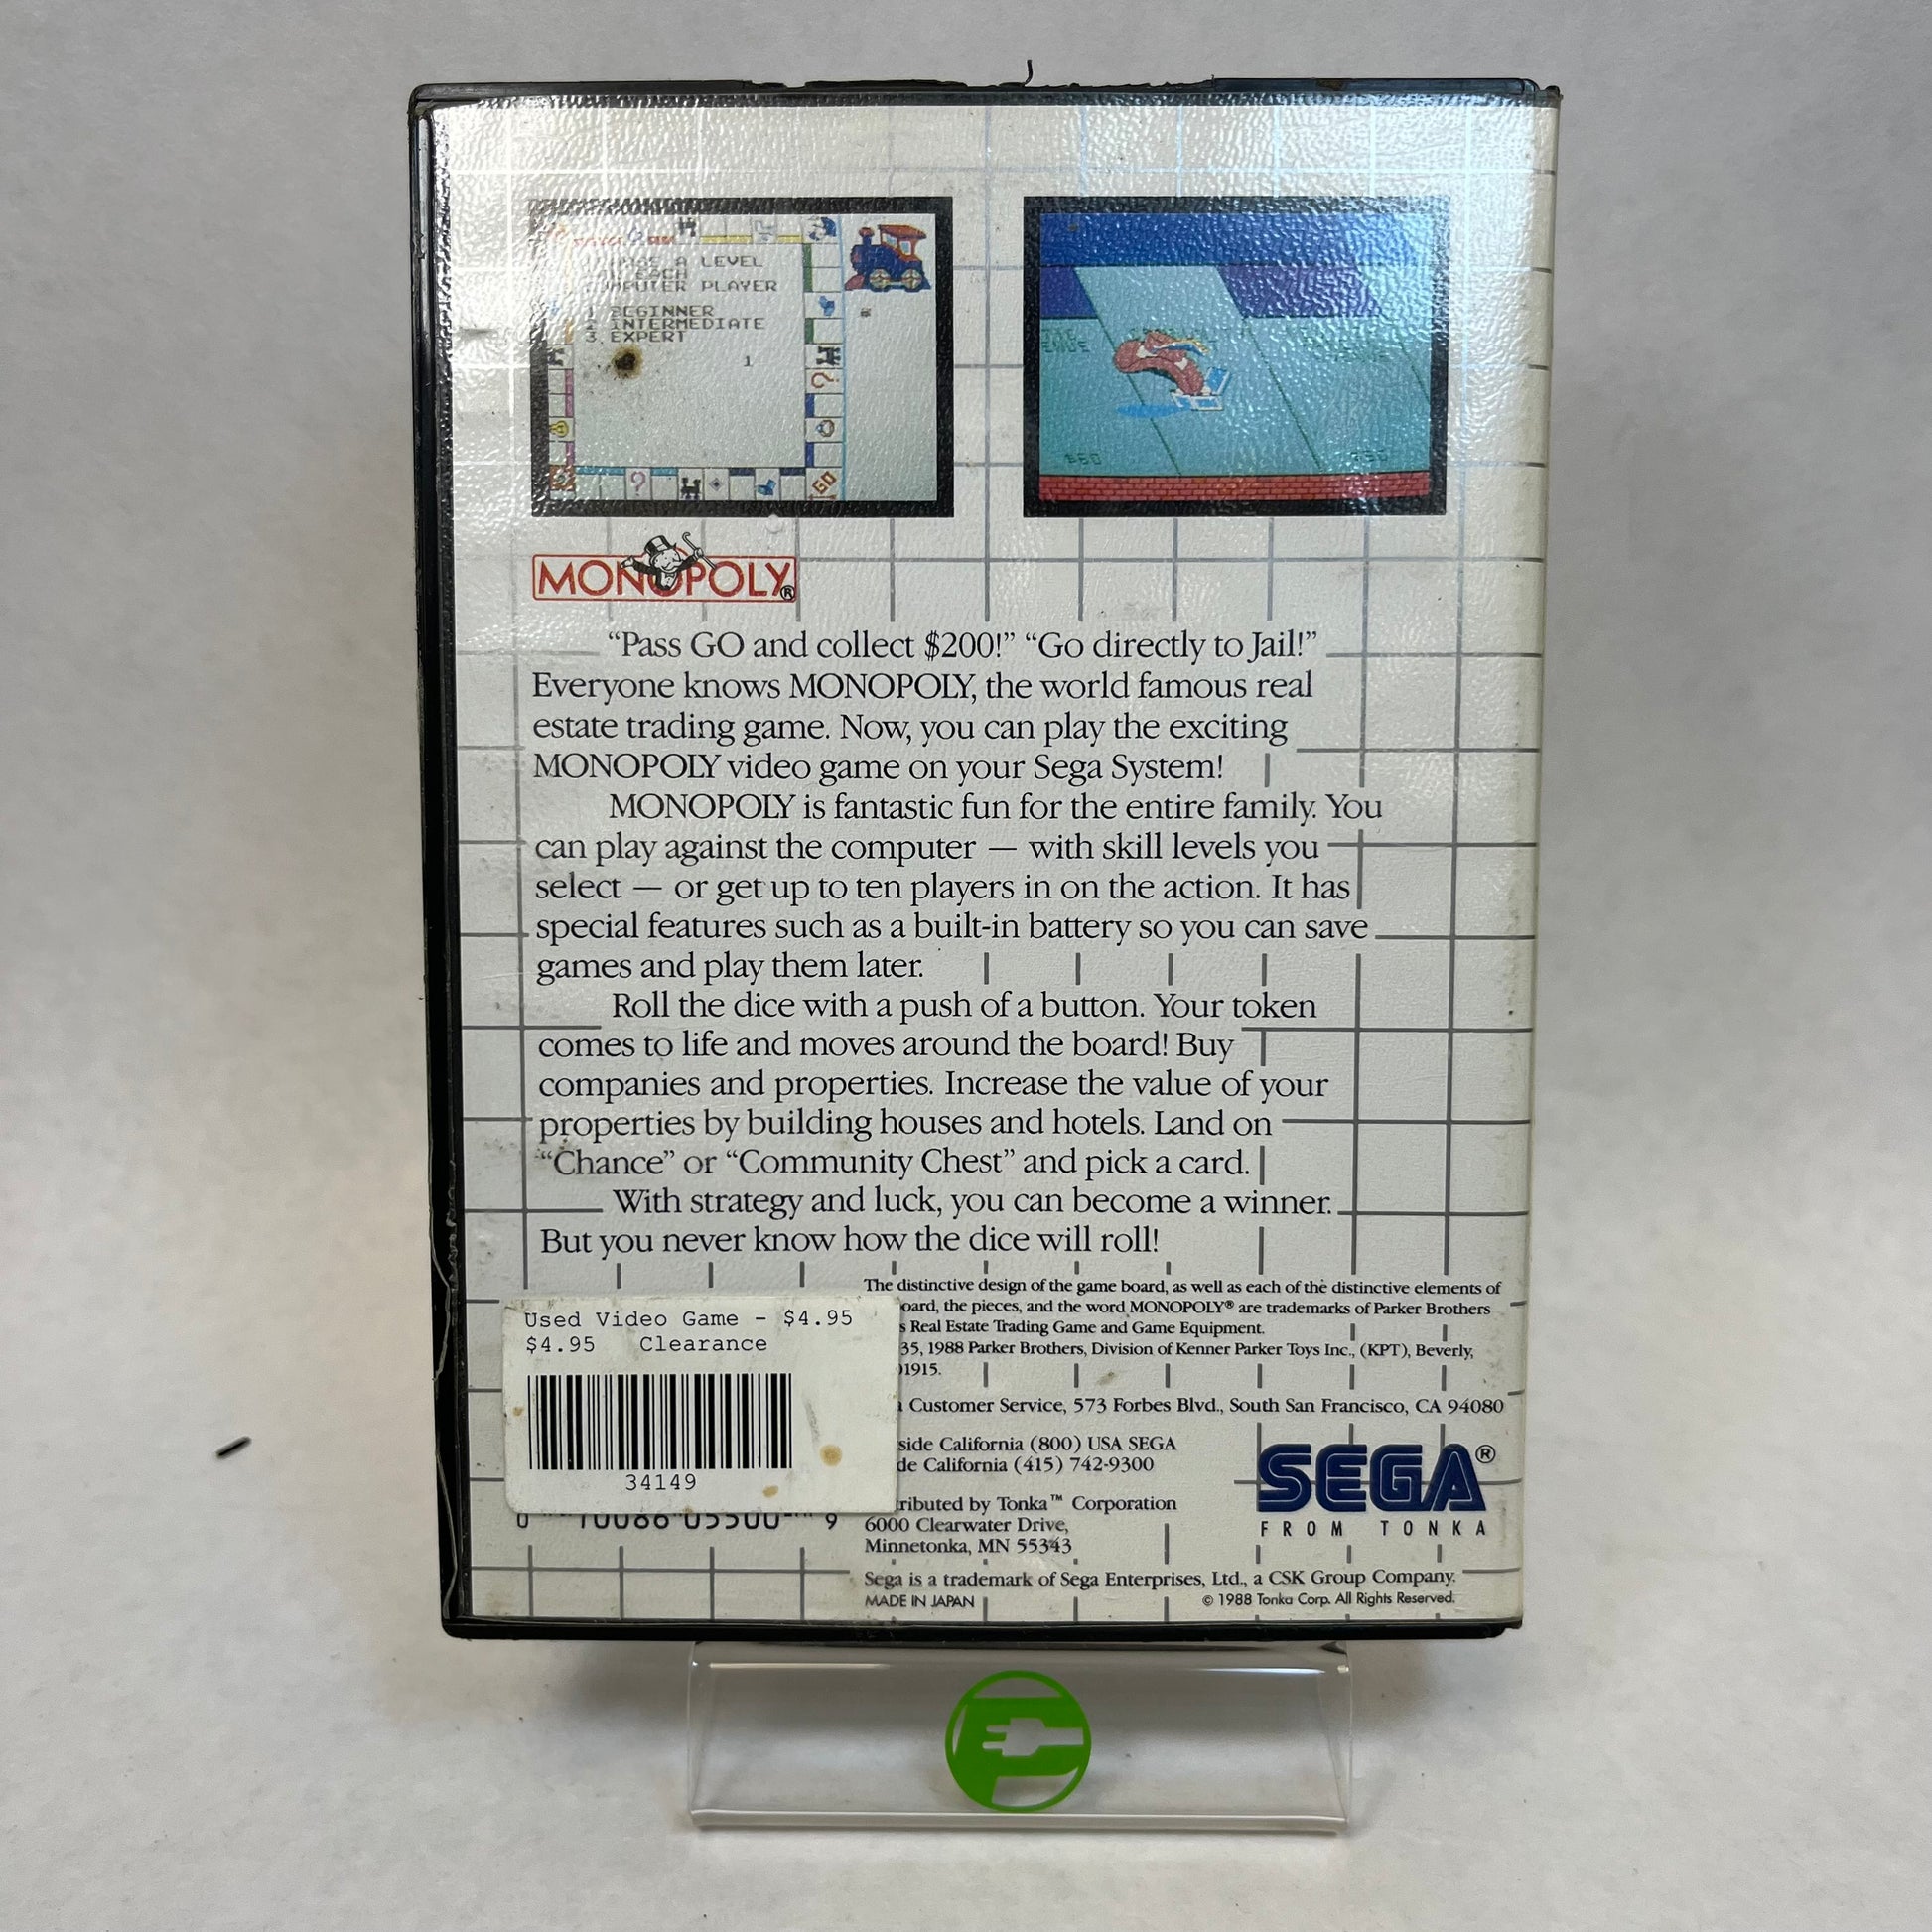 A LEVEL
EACH
COMPUTER PLAYER
1 BEGINNER
2 INTERMEDIATE
3. EXPERT
1
?
?
GO
$60
MONOPOLY®
“Pass GO and collect $200!” “Go directly to Jail!”
Everyone knows MONOPOLY, the world famous real
estate trading game. Now, you can play the exciting
MONOPOLY video game on your Sega System!
MONOPOLY is fantastic fun for the entire family. You
can play against the computer — with skill levels you
select — or get up to ten players in on the action. It has
special features such as a built-in battery so you can save
games and play them later.
Roll the dice with a push of a button. Your token
comes to life and moves around the board! Buy
companies and properties. Increase the value of your
properties by building houses and hotels. Land on
“Chance” or “Community Chest” and pick a card.
With strategy and luck, you can become a winner.
But you never know how the dice will roll!
The distinctive design of the game board, as well as each of the distinctive elements of
oard, the pieces, and the word MONOPOLY® are trademarks of Parker Brothers
s Real Estate Trading Game and Game Equipment.
35, 1988 Parker Brothers, Division of Kenner Parker Toys Inc., (KPT), Beverly,
1915.
Customer Service, 573 Forbes Blvd., South San Francisco, CA 94080
side California (800) USA SEGA
de California (415) 742-9300
ributed by Tonka™ Corporation
6000 Clearwater Drive,
Minnetonka, MN 55343
Sega is a trademark of Sega Enterprises, Ltd., a CSK Group Company.
MADE IN JAPAN
© 1988 Tonka Corp. All Rights Reserved.
SEGA®
FROM TONKA
Used Video Game - $4.95
$4.95 Clearance
34149
0 10086 05500 9